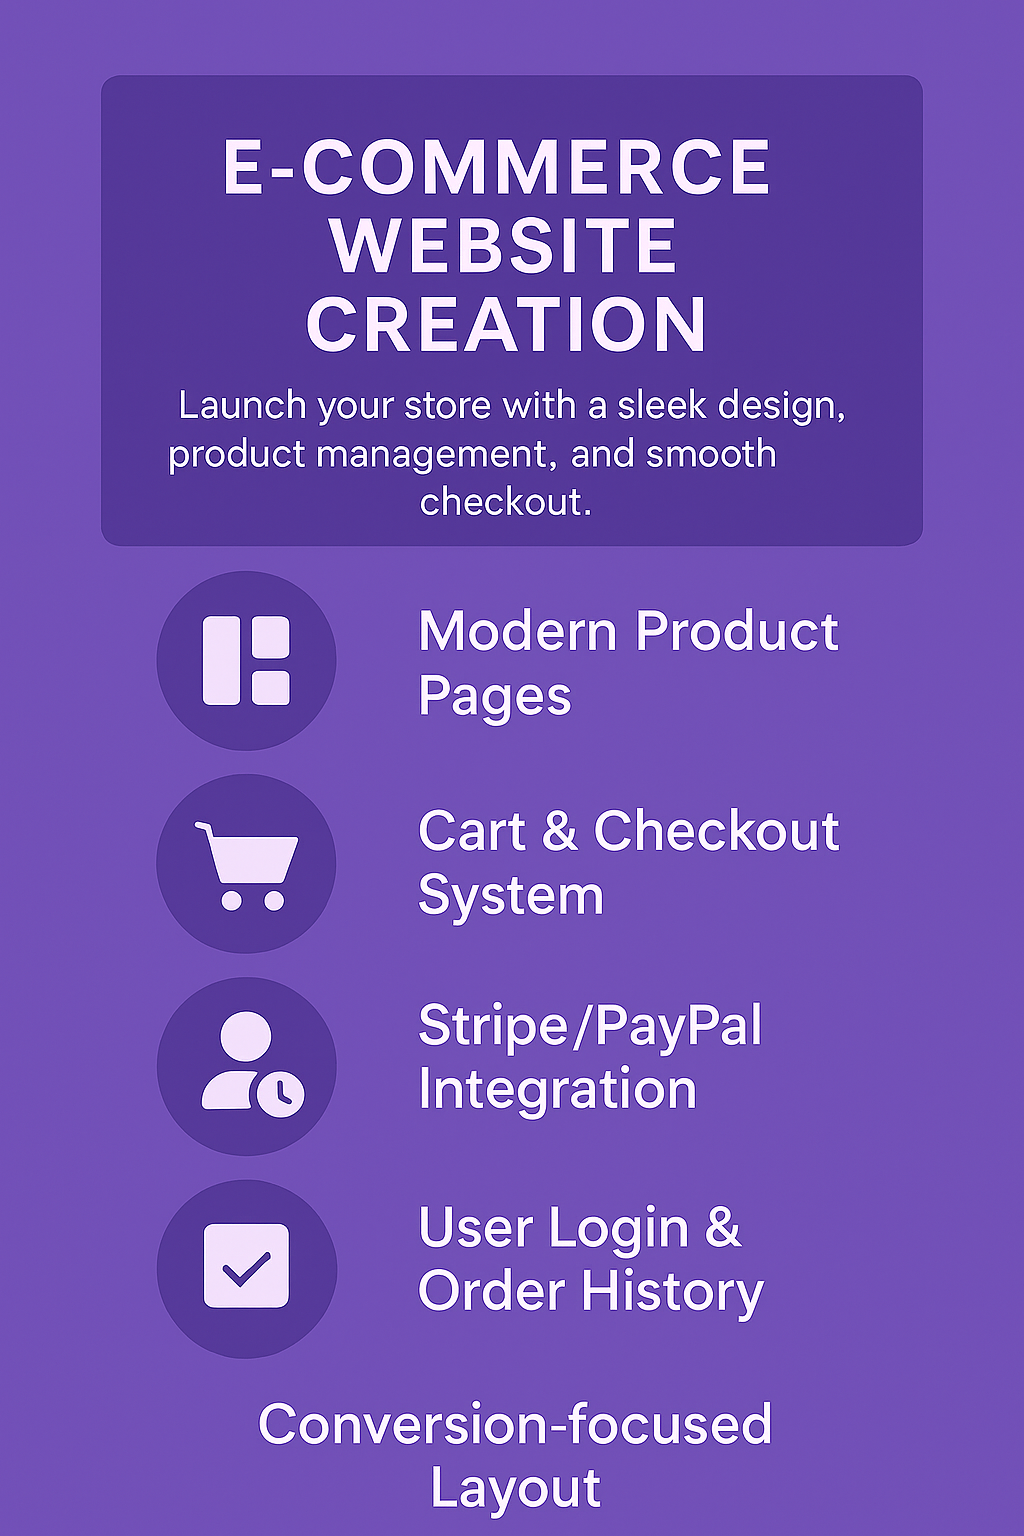 E-COMMERCE
WEBSITE
CREATION
Launch your store with a sleek design,
product management, and smooth
checkout.
Modern Product
Pages
Cart & Checkout
System
Stripe/PayPal
Integration
User Login &
Order History
Conversion-focused
Layout